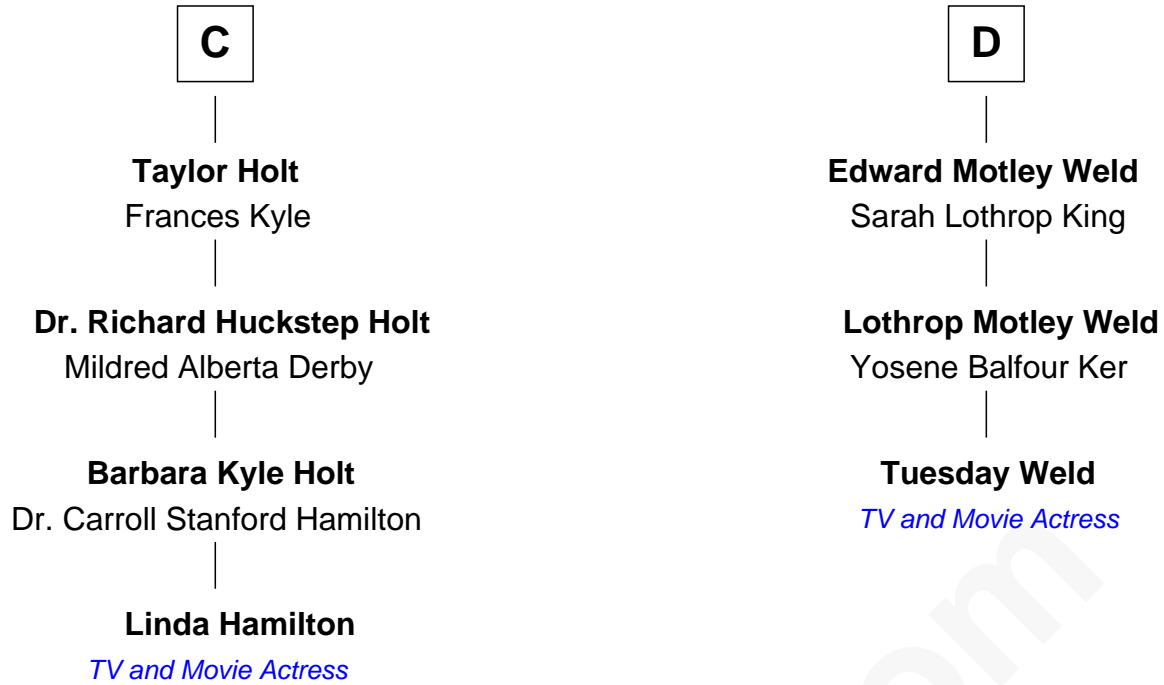 C
Taylor Holt
Frances Kyle
Dr. Richard Huckstep Holt
Mildred Alberta Derby
Barbara Kyle Holt
Dr. Carroll Stanford Hamilton
Linda Hamilton
TV and Movie Actress
D
Edward Motley Weld
Sarah Lothrop King
Lothrop Motley Weld
Yosene Balfour Ker
Tuesday Weld
TV and Movie Actress
om